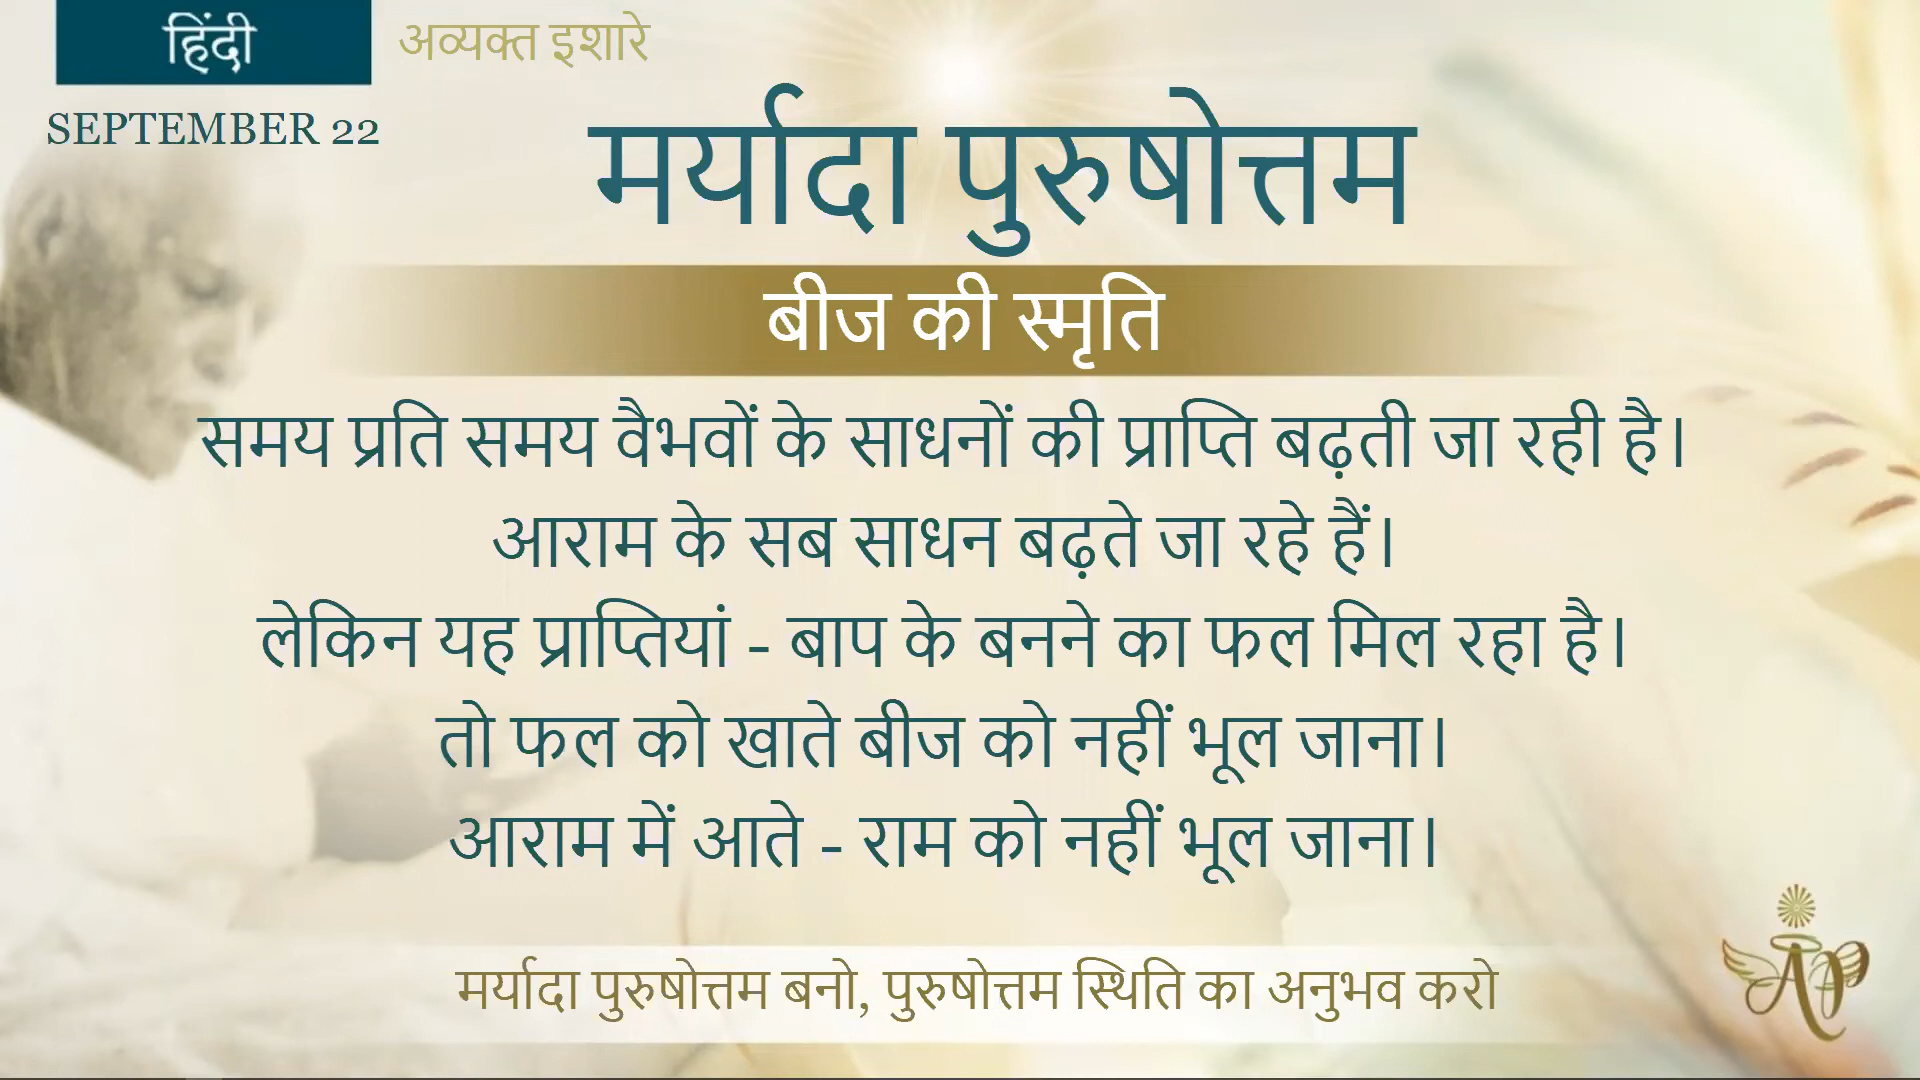 हिंदी
अव्यक्त इशारे
SEPTEMBER 22
मर्यादा पुरुषोत्तम
बीज की स्मृति
समय प्रति समय वैभवों के साधनों की प्राप्ति बढ़ती जा रही है।
आराम के सब साधन बढ़ते जा रहे हैं।
लेकिन यह प्राप्तियां - बाप के बनने का फल मिल रहा है।
तो फल को खाते बीज को नहीं भूल जाना।
आराम में आते - राम को नहीं भूल जाना।
मर्यादा पुरुषोत्तम बनो, पुरुषोत्तम स्थिति का अनुभव करो
AP